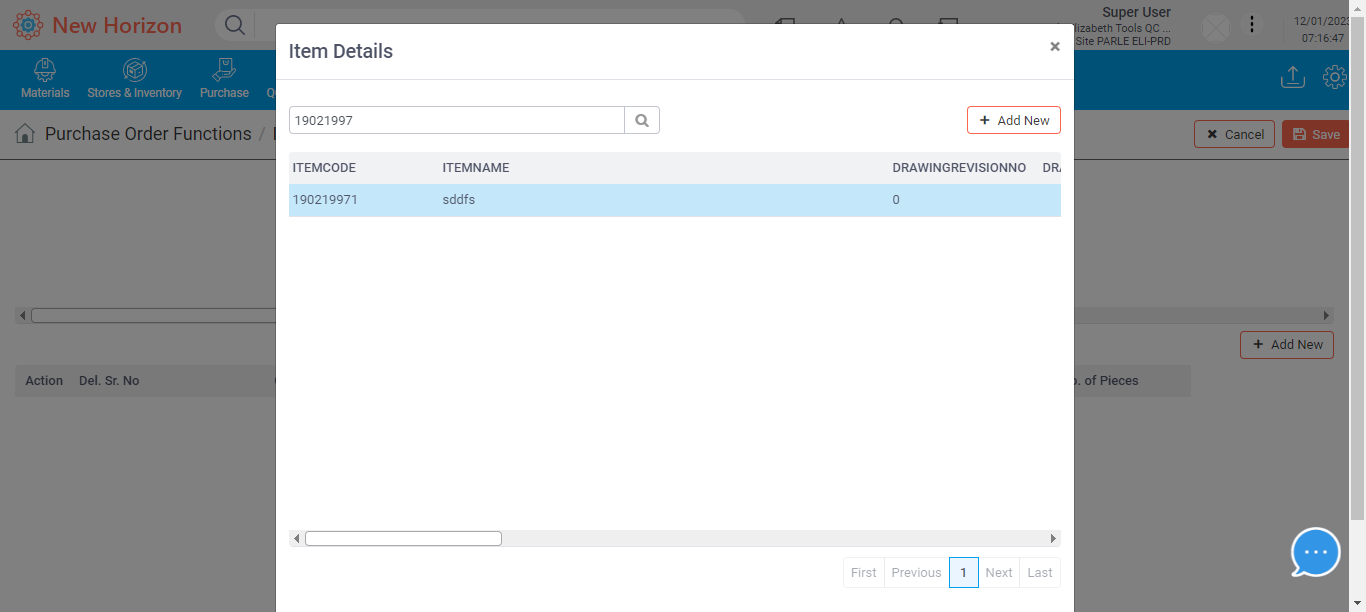 New Horizon
Super User
lizabeth Tools QC ...
Site PARLE ELI-PRD
12/01/2023
07:16:47
Materials
Stores & Inventory
Purchase
Item Details
×
Purchase Order Functions /
Cancel
Save
19021997
+ Add New
ITEMCODE ITEMNAME DRAWINGREVISIONNO DRA
190219971 sddfs 0
+ Add New
Action Del. Sr. No o. of Pieces
First Previous 1 Next Last